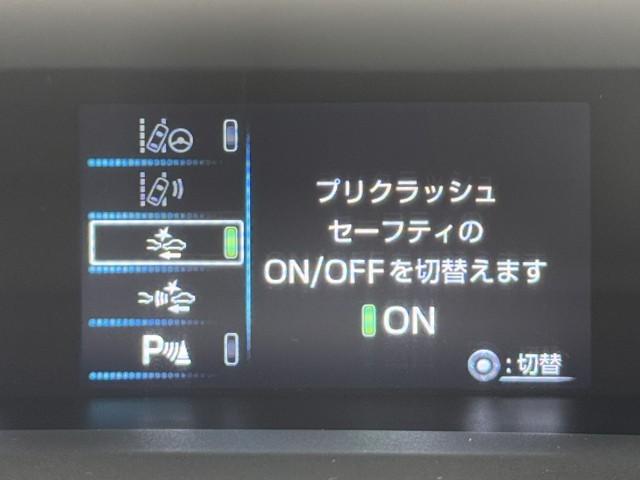 プリクラッシュ
セーフティの
ON/OFFを切替えます
ON
P
:切替